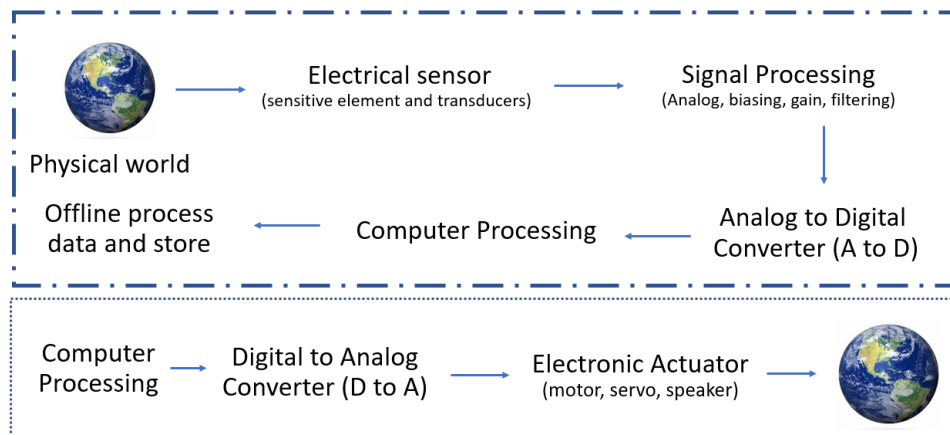 Electrical sensor
(sensitive element and transducers)
Signal Processing
(Analog, biasing, gain, filtering)
Physical world
Analog to Digital
Converter (A to D)
Computer Processing
Offline process
data and store
Computer
Processing
Digital to Analog
Converter (D to A)
Electronic Actuator
(motor, servo, speaker)